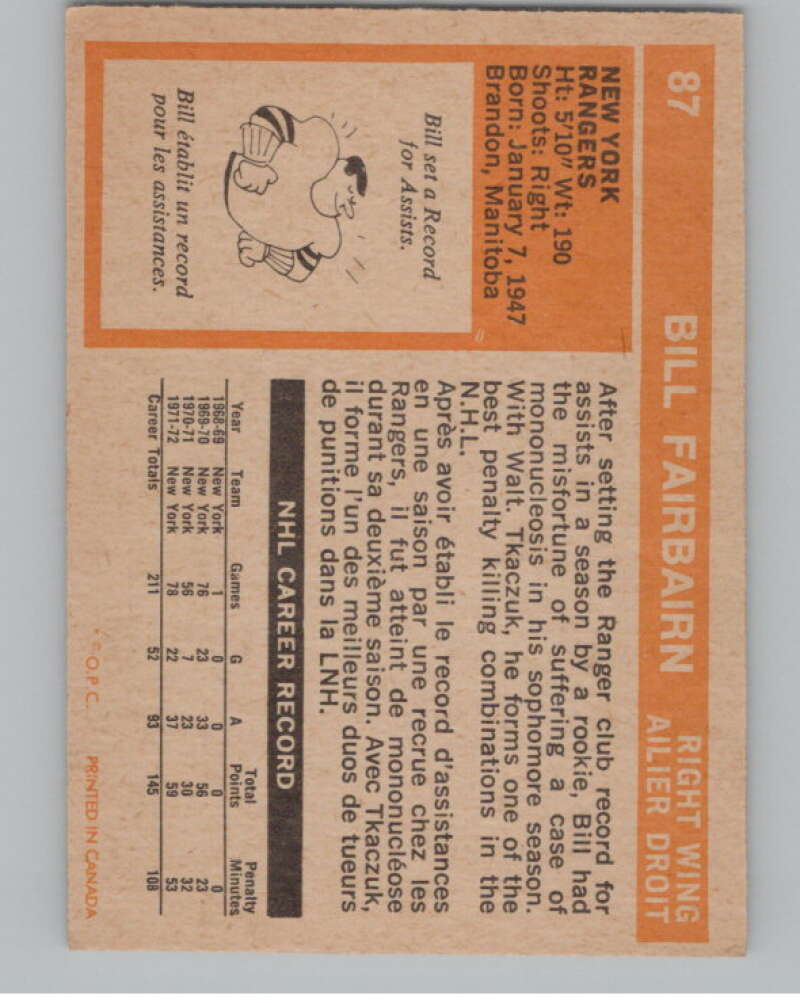 87 BILL FAIRBAIRN RIGHT WING
AILIER DROIT
NEW YORK
RANGERS
Ht: 5'10" Wt: 190
Shoots: Right
Born: January 7, 1947
Brandon, Manitoba
Bill set a Record
for Assists.
Bill établit un record
pour les assistances.
After setting the Ranger club record for
assists in a season by a rookie, Bill had
the misfortune of suffering a case of
mononucleosis in his sophomore season.
With Walt. Tkaczuk, he forms one of the
best penalty killing combinations in the
N.H.L.
Après avoir établi le record d'assistances
en une saison par une recrue chez les
Rangers, il fut atteint de mononucléose
durant sa deuxième saison. Avec Tkaczuk,
il forme l'un des meilleurs duos de tueurs
de punitions dans la LNH.
NHL CAREER RECORD
Year Team Games G A Total Points Penalty Minutes
1968-69 New York 1 0 0 0 0
1969-70 New York 76 23 33 56 23
1970-71 New York 56 7 23 30 32
1971-72 New York 78 22 37 59 53
Career Totals 211 52 93 145 108
© O.P.C. PRINTED IN CANADA